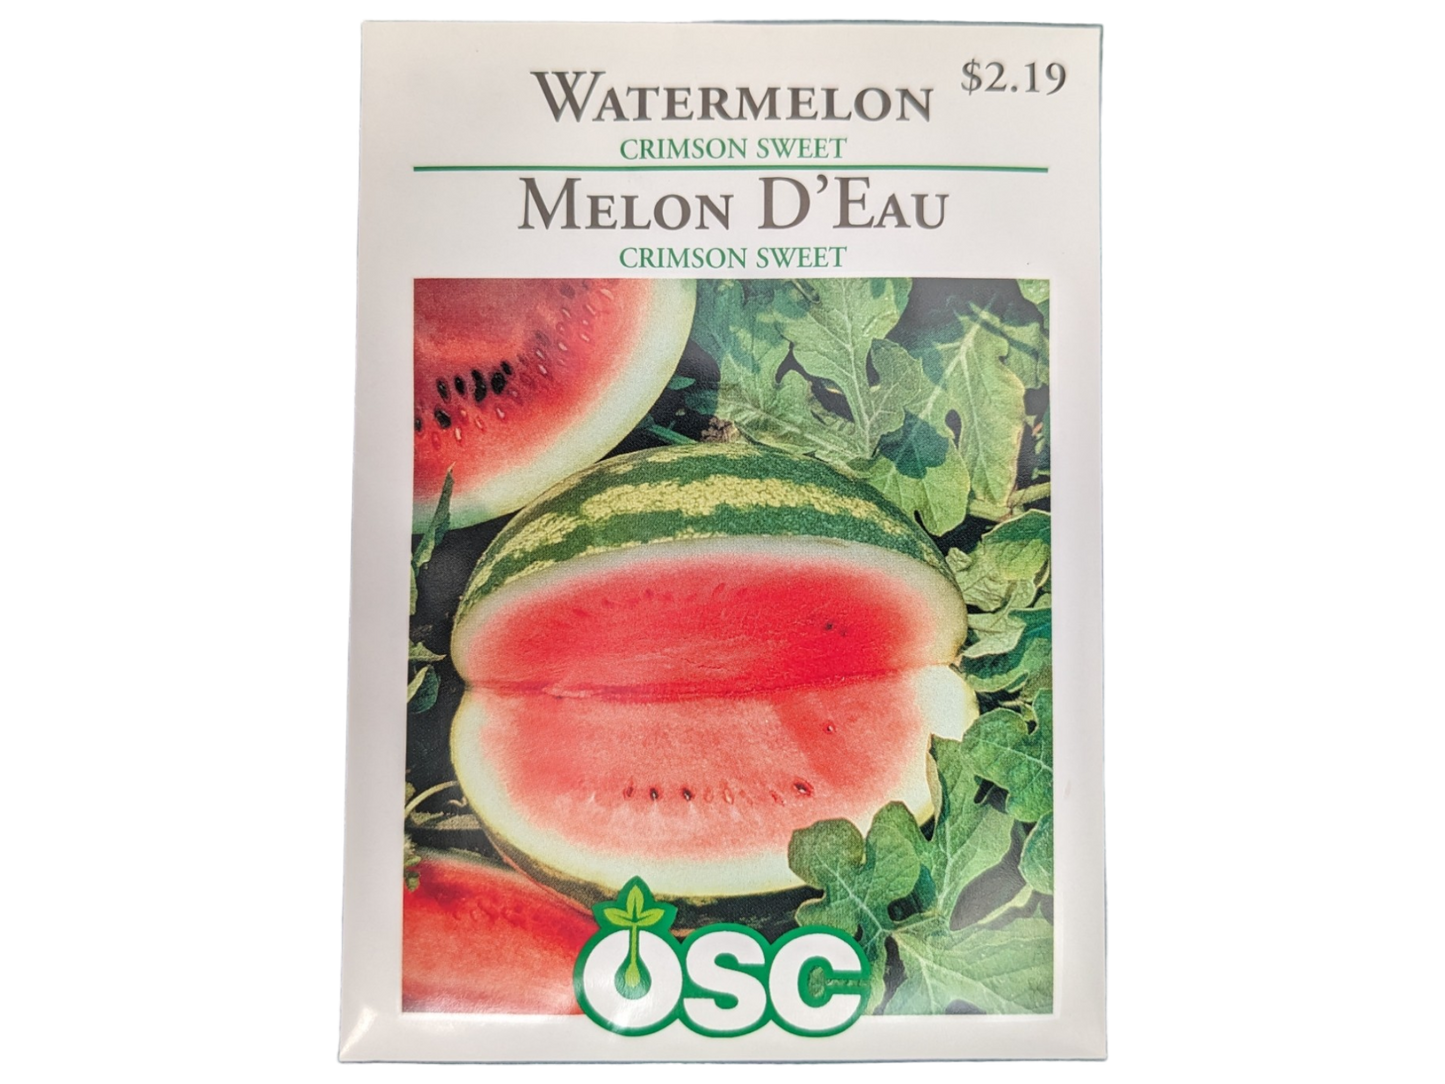 WATERMELON $2.19
CRIMSON SWEET
MELON D'EAU
CRIMSON SWEET
OSC